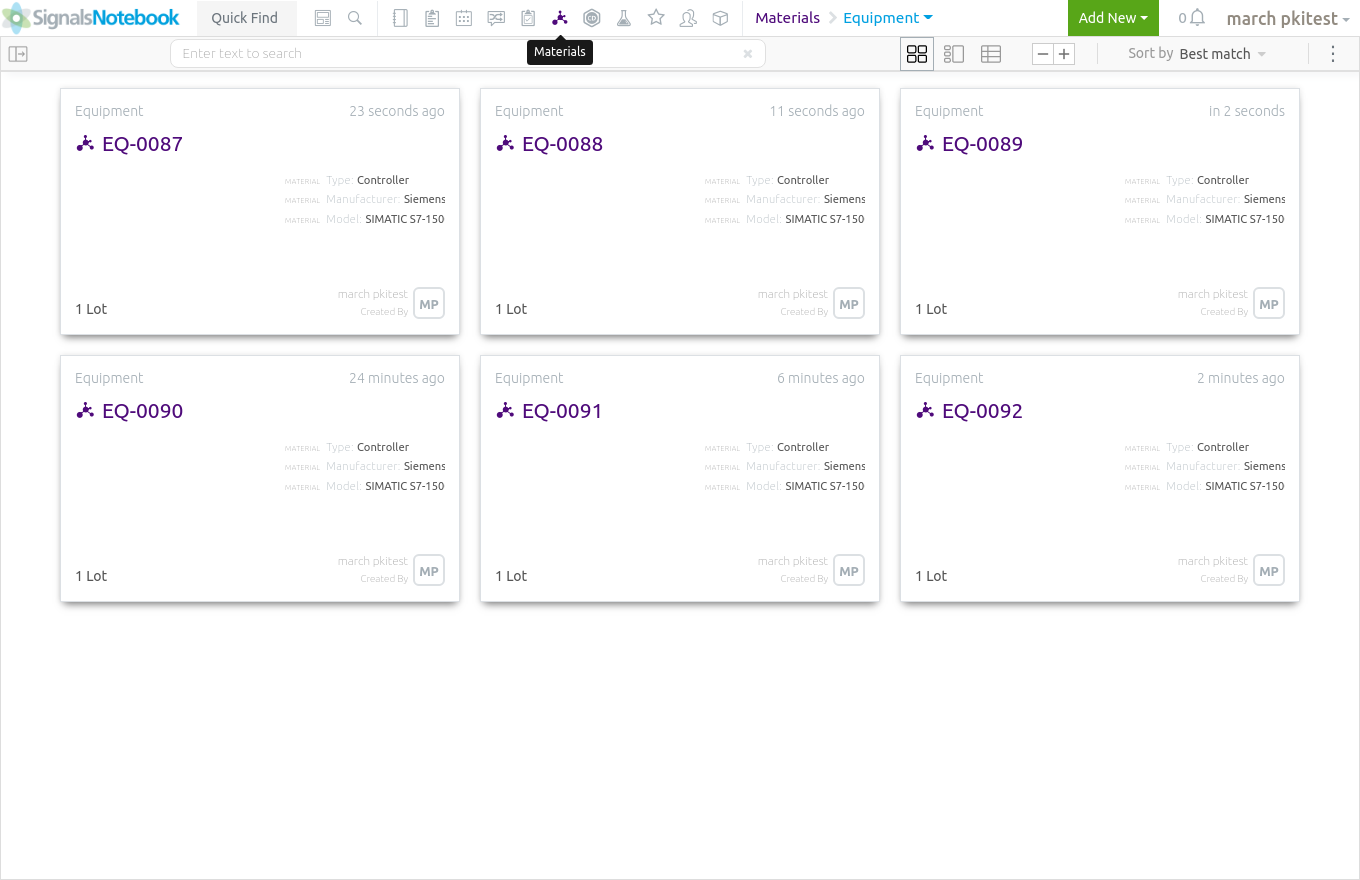 SignalsNotebook Quick Find Materials Equipment Add New 0 march pkitest
Enter text to search Materials Sort by Best match
Equipment 23 seconds ago
EQ-0087
MATERIAL Type: Controller
MATERIAL Manufacturer: Siemens
MATERIAL Model: SIMATIC S7-150
march pkitest
Created By
MP
1 Lot
Equipment 11 seconds ago
EQ-0088
MATERIAL Type: Controller
MATERIAL Manufacturer: Siemens
MATERIAL Model: SIMATIC S7-150
march pkitest
Created By
MP
1 Lot
Equipment in 2 seconds
EQ-0089
MATERIAL Type: Controller
MATERIAL Manufacturer: Siemens
MATERIAL Model: SIMATIC S7-150
march pkitest
Created By
MP
1 Lot
Equipment 24 minutes ago
EQ-0090
MATERIAL Type: Controller
MATERIAL Manufacturer: Siemens
MATERIAL Model: SIMATIC S7-150
march pkitest
Created By
MP
1 Lot
Equipment 6 minutes ago
EQ-0091
MATERIAL Type: Controller
MATERIAL Manufacturer: Siemens
MATERIAL Model: SIMATIC S7-150
march pkitest
Created By
MP
1 Lot
Equipment 2 minutes ago
EQ-0092
MATERIAL Type: Controller
MATERIAL Manufacturer: Siemens
MATERIAL Model: SIMATIC S7-150
march pkitest
Created By
MP
1 Lot